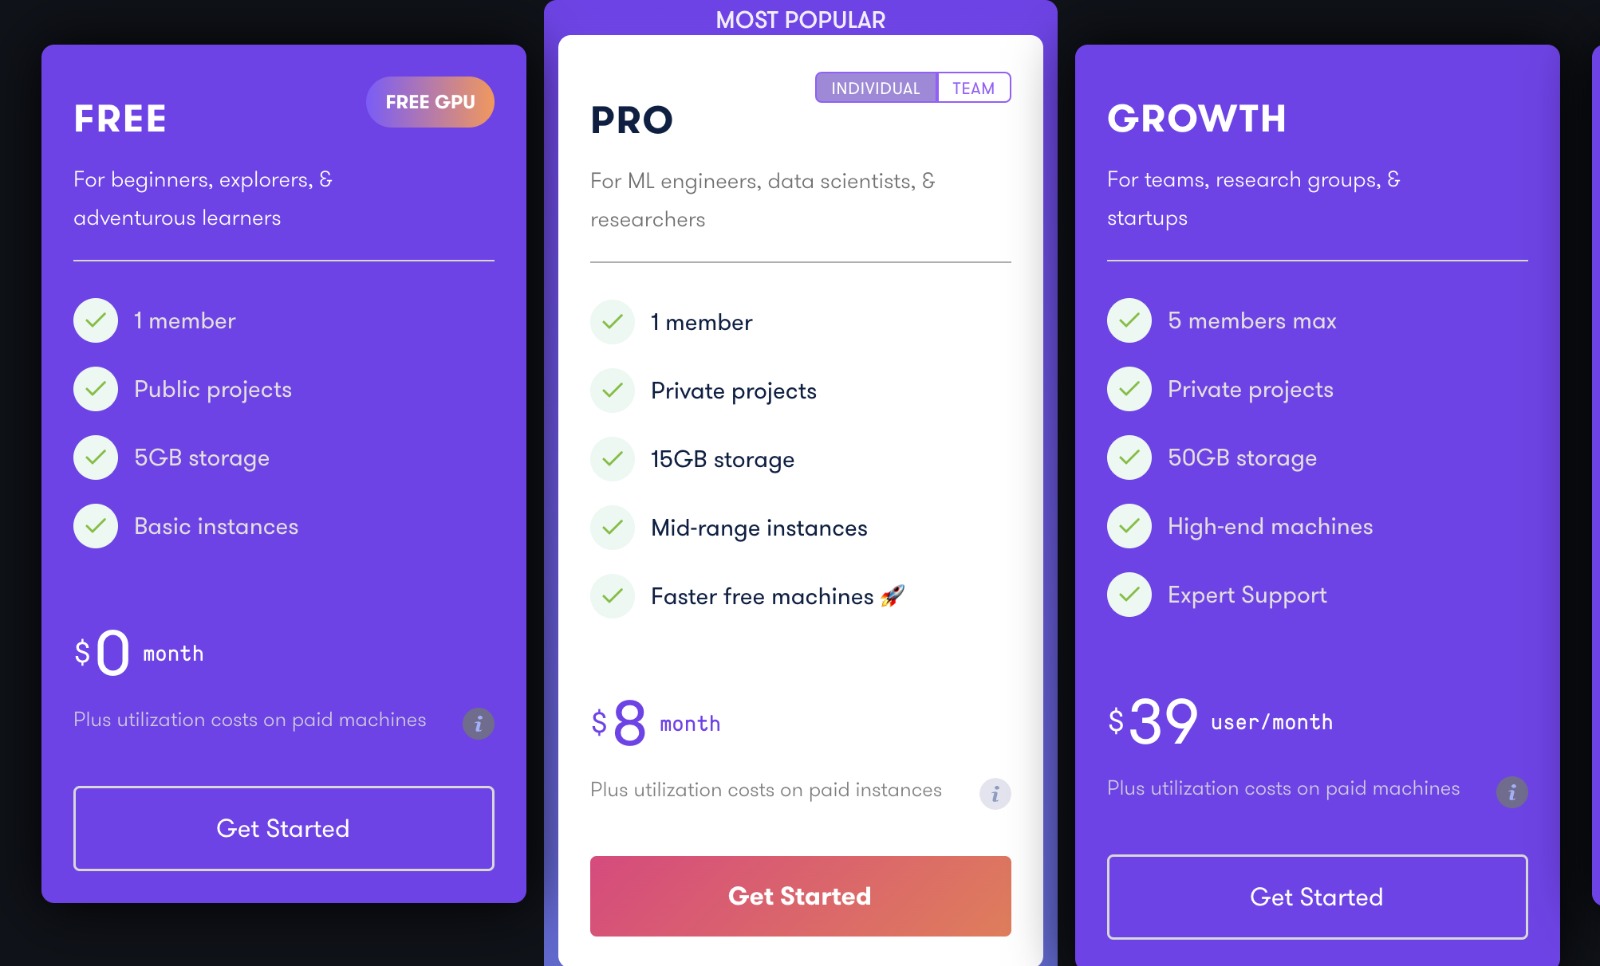 FREE
FREE GPU
For beginners, explorers, &
adventurous learners
1 member
Public projects
5GB storage
Basic instances
$0 month
Plus utilization costs on paid machines i
Get Started
MOST POPULAR
INDIVIDUAL TEAM
PRO
For ML engineers, data scientists, &
researchers
1 member
Private projects
15GB storage
Mid-range instances
Faster free machines 🚀
$8 month
Plus utilization costs on paid instances i
Get Started
GROWTH
For teams, research groups, &
startups
5 members max
Private projects
50GB storage
High-end machines
Expert Support
$39 user/month
Plus utilization costs on paid machines i
Get Started